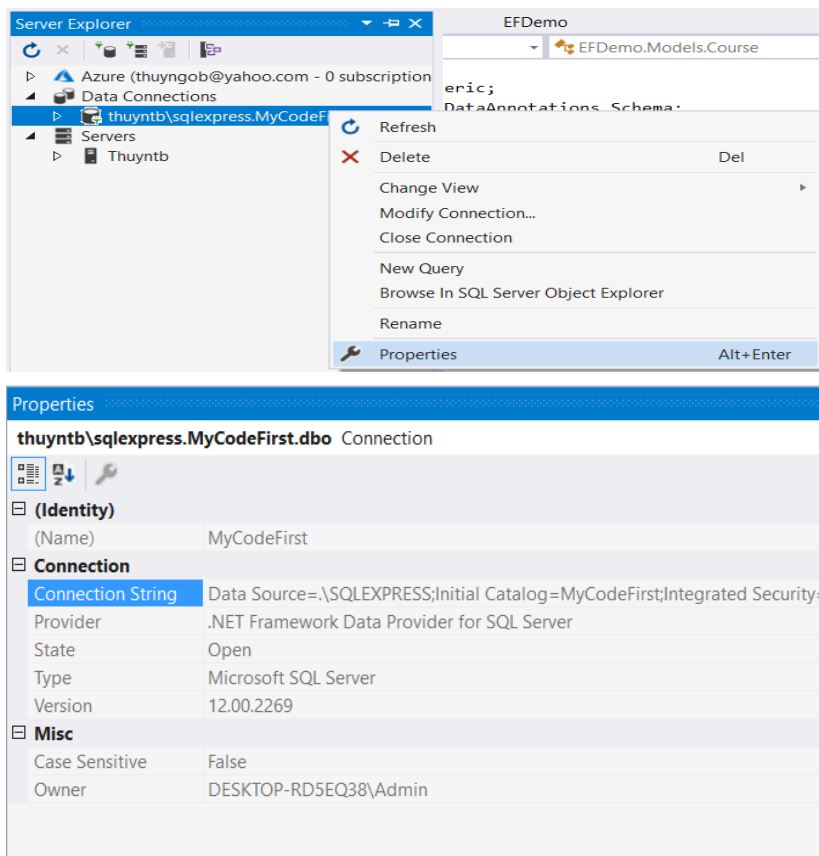 Server Explorer
EFDemo
EFDemo.Models.Course
Azure (thuyngob@yahoo.com - 0 subscription
eric;
Data Connections
DataAnnotations.Schema;
thuyntb\sqlexpress.MyCodeFi
Servers
Thuyntb
Refresh
Delete Del
Change View
Modify Connection...
Close Connection
New Query
Browse In SQL Server Object Explorer
Rename
Properties Alt+Enter
Properties
thuyntb\sqlexpress.MyCodeFirst.dbo Connection
(Identity)
(Name) MyCodeFirst
Connection
Connection String Data Source=.\SQLEXPRESS;Initial Catalog=MyCodeFirst;Integrated Security=
Provider .NET Framework Data Provider for SQL Server
State Open
Type Microsoft SQL Server
Version 12.00.2269
Misc
Case Sensitive False
Owner DESKTOP-RD5EQ38\Admin